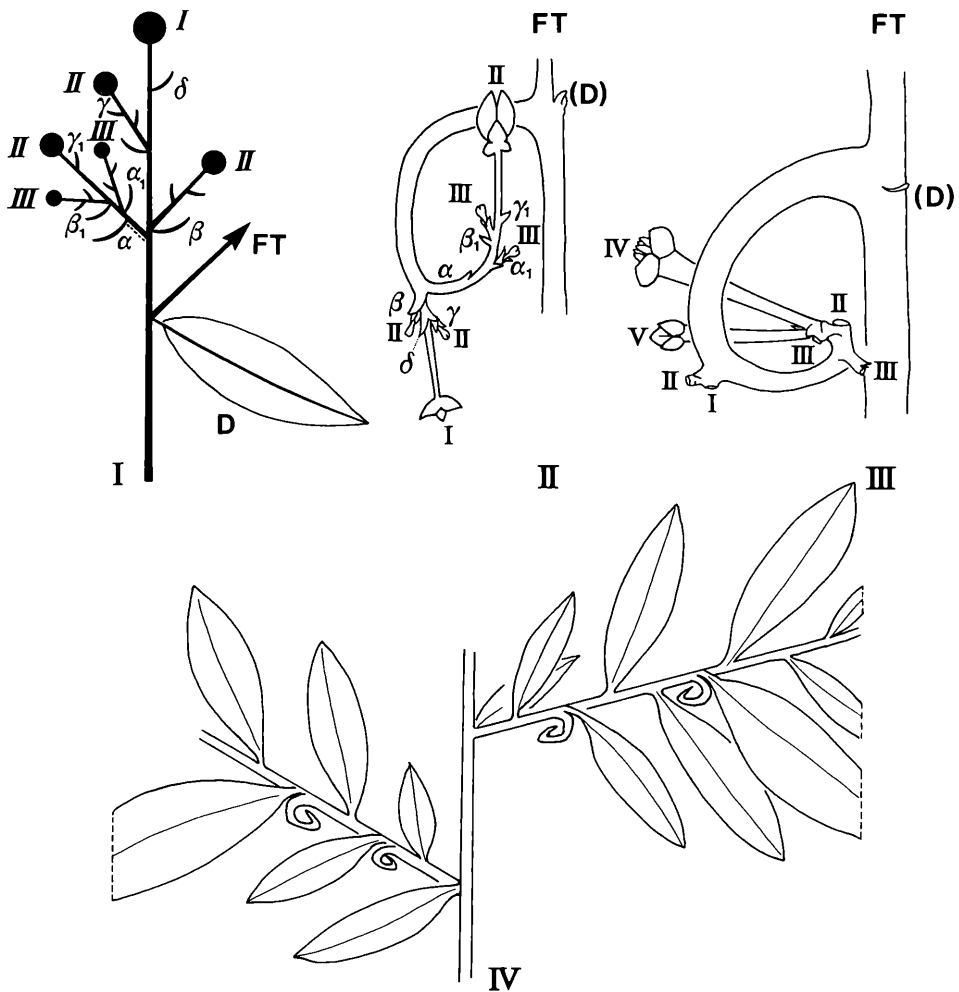 I
II
γ
δ
II
γ₁
III
α₁
II
III
β₁
α
β
FT
D
I
FT
II
(D)
III
γ₁
β₁
III
α₁
α
β
γ
II
II
δ
I
II
FT
(D)
IV
II
V
III
III
II
I
III
IV